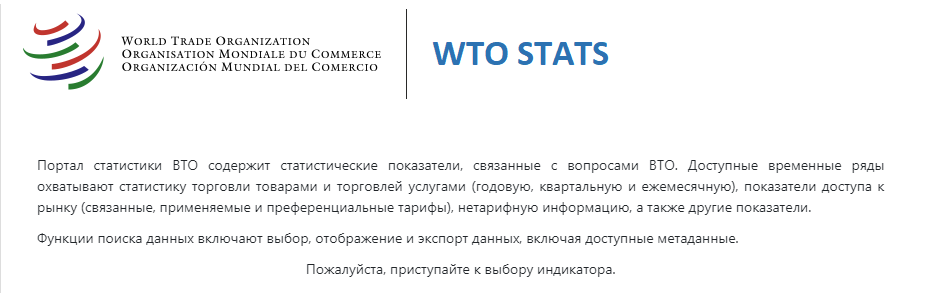 WORLD TRADE ORGANIZATION
ORGANISATION MONDIALE DU COMMERCE
ORGANIZACIÓN MUNDIAL DEL COMERCIO
WTO STATS
Портал статистики ВТО содержит статистические показатели, связанные с вопросами ВТО. Доступные временные ряды
охватывают статистику торговли товарами и торговлей услугами (годовую, квартальную и ежемесячную), показатели доступа к
рынку (связанные, применяемые и преференциальные тарифы), нетарифную информацию, а также другие показатели.
Функции поиска данных включают выбор, отображение и экспорт данных, включая доступные метаданные.
Пожалуйста, приступайте к выбору индикатора.